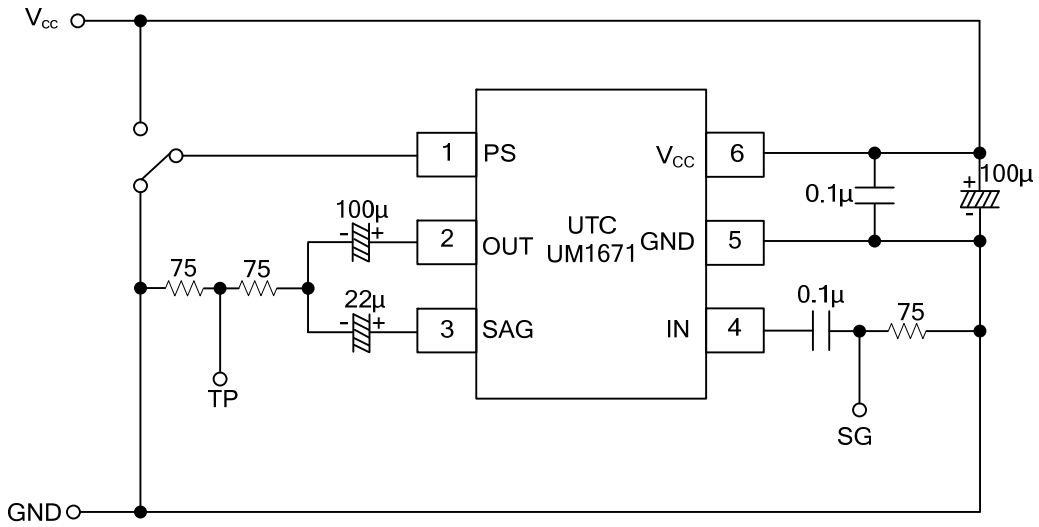 Vcc
1 PS
Vcc 6
+ 100μ
0.1μ
-
100μ
- +
2 OUT
UTC
UM1671
GND 5
75 75
22μ
- +
3 SAG
IN 4
0.1μ
75
TP
SG
GND